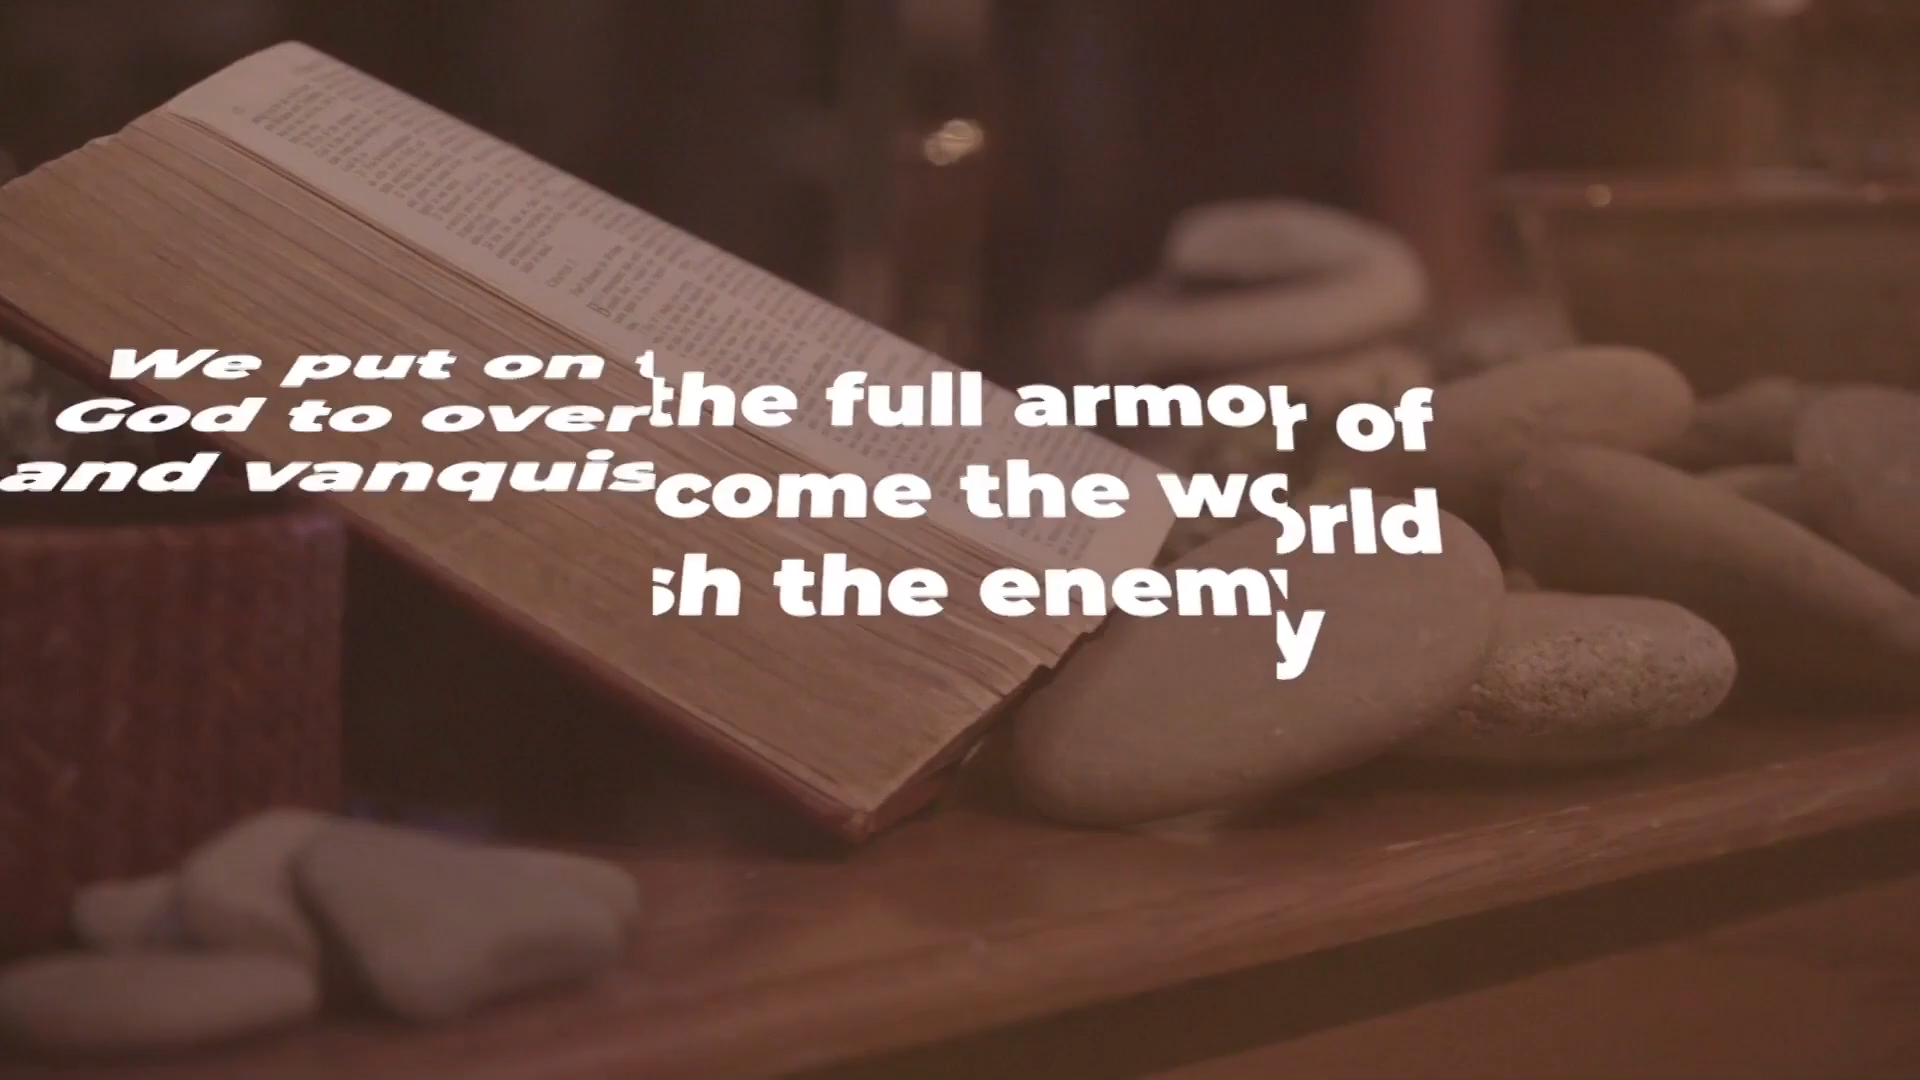 We put on the full armor of
God to overcome the world
and vanquish the enemy